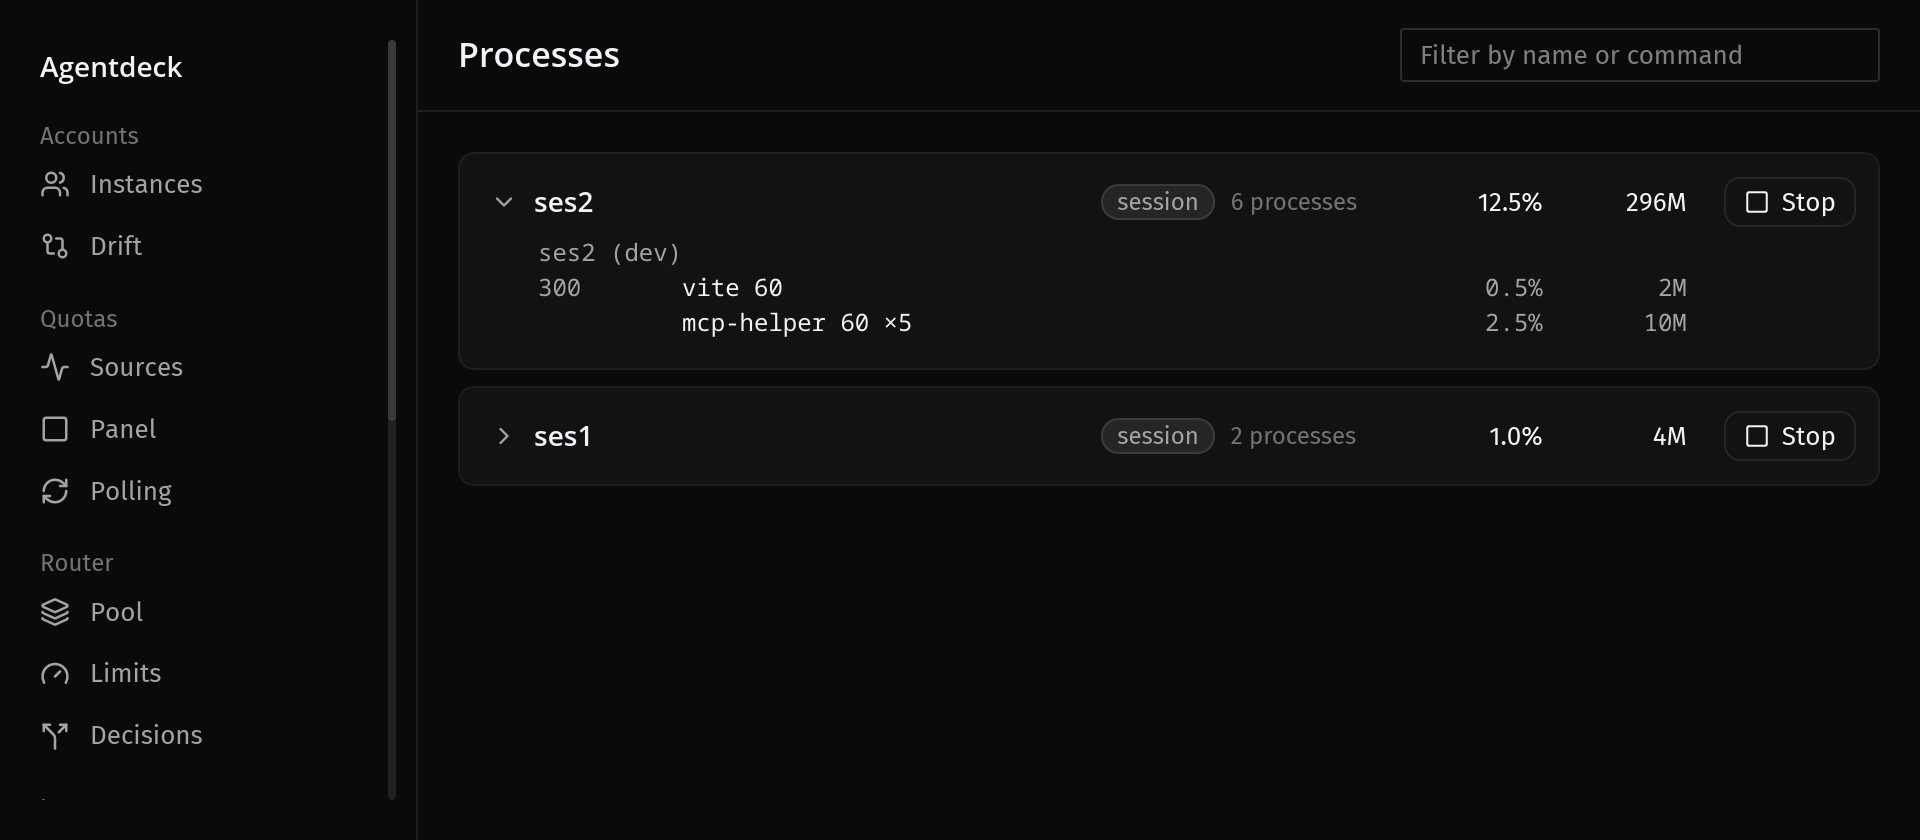 Agentdeck
Accounts
Instances
Drift
Quotas
Sources
Panel
Polling
Router
Pool
Limits
Decisions
Processes
Filter by name or command
ses2 session 6 processes 12.5% 296M Stop
ses2 (dev)
300 vite 60 0.5% 2M
mcp-helper 60 ×5 2.5% 10M
ses1 session 2 processes 1.0% 4M Stop